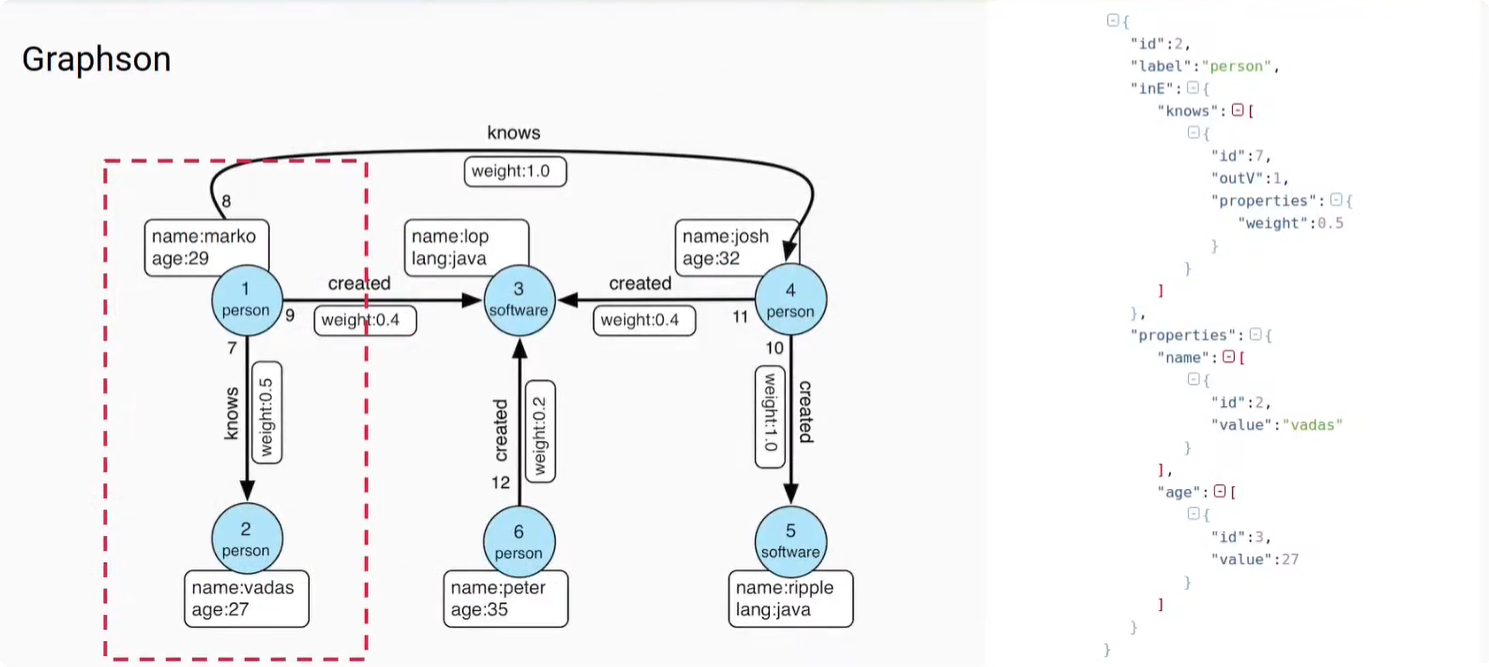 Graphson
knows
weight:1.0
8
name:marko
age:29
name:lop
lang:java
name:josh
age:32
1
person
created
9
weight:0.4
3
software
created
weight:0.4
11
4
person
7
knows
weight:0.5
created
weight:0.2
12
10
weight:1.0
created
2
person
name:vadas
age:27
6
person
name:peter
age:35
5
software
name:ripple
lang:java
{
"id":2,
"label":"person",
"inE":{
"knows":[
{
"id":7,
"outV":1,
"properties":{
"weight":0.5
}
}
]
},
"properties":{
"name":[
{
"id":2,
"value":"vadas"
}
],
"age":[
{
"id":3,
"value":27
}
]
}
}